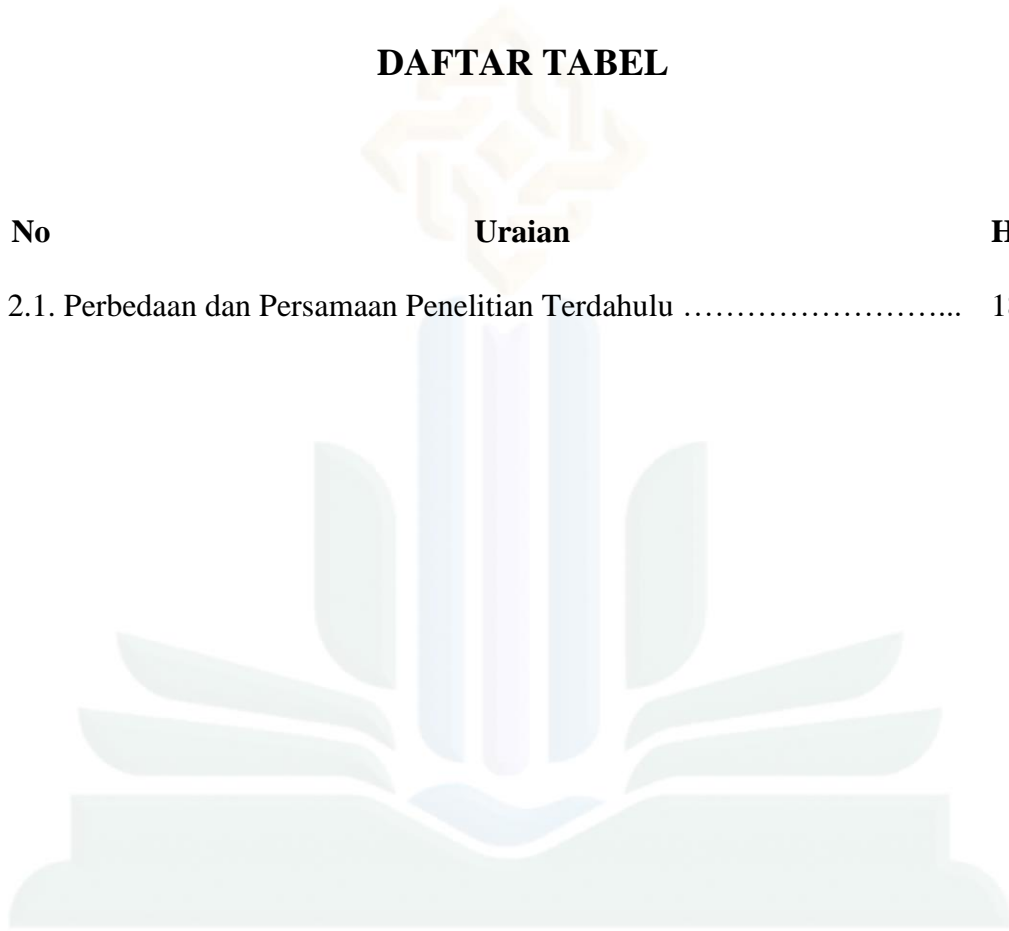 DAFTAR TABEL
No Uraian
2.1. Perbedaan dan Persamaan Penelitian Terdahulu ……………………...